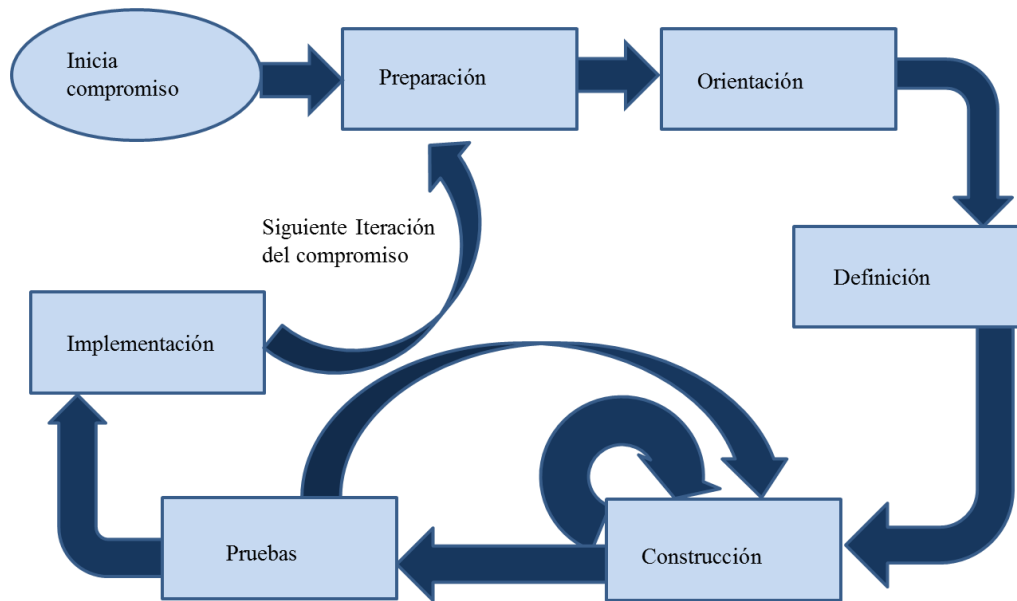 Inicia
compromiso
Preparación
Orientación
Siguiente Iteración
del compromiso
Definición
Implementación
Pruebas
Construcción